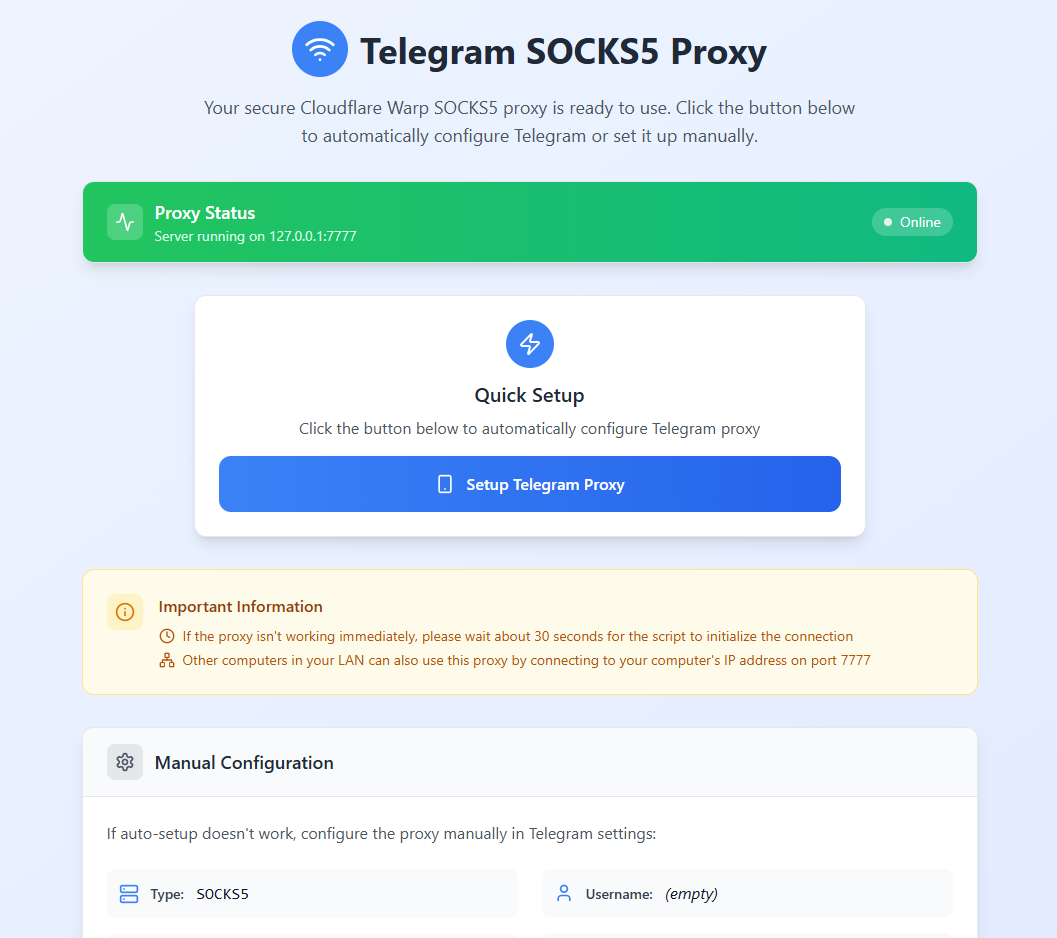 Telegram SOCKS5 Proxy
Your secure Cloudflare Warp SOCKS5 proxy is ready to use. Click the button below
to automatically configure Telegram or set it up manually.
Proxy Status
Server running on 127.0.0.1:7777
Online
Quick Setup
Click the button below to automatically configure Telegram proxy
Setup Telegram Proxy
Important Information
If the proxy isn't working immediately, please wait about 30 seconds for the script to initialize the connection
Other computers in your LAN can also use this proxy by connecting to your computer's IP address on port 7777
Manual Configuration
If auto-setup doesn't work, configure the proxy manually in Telegram settings:
Type: SOCKS5
Username: (empty)